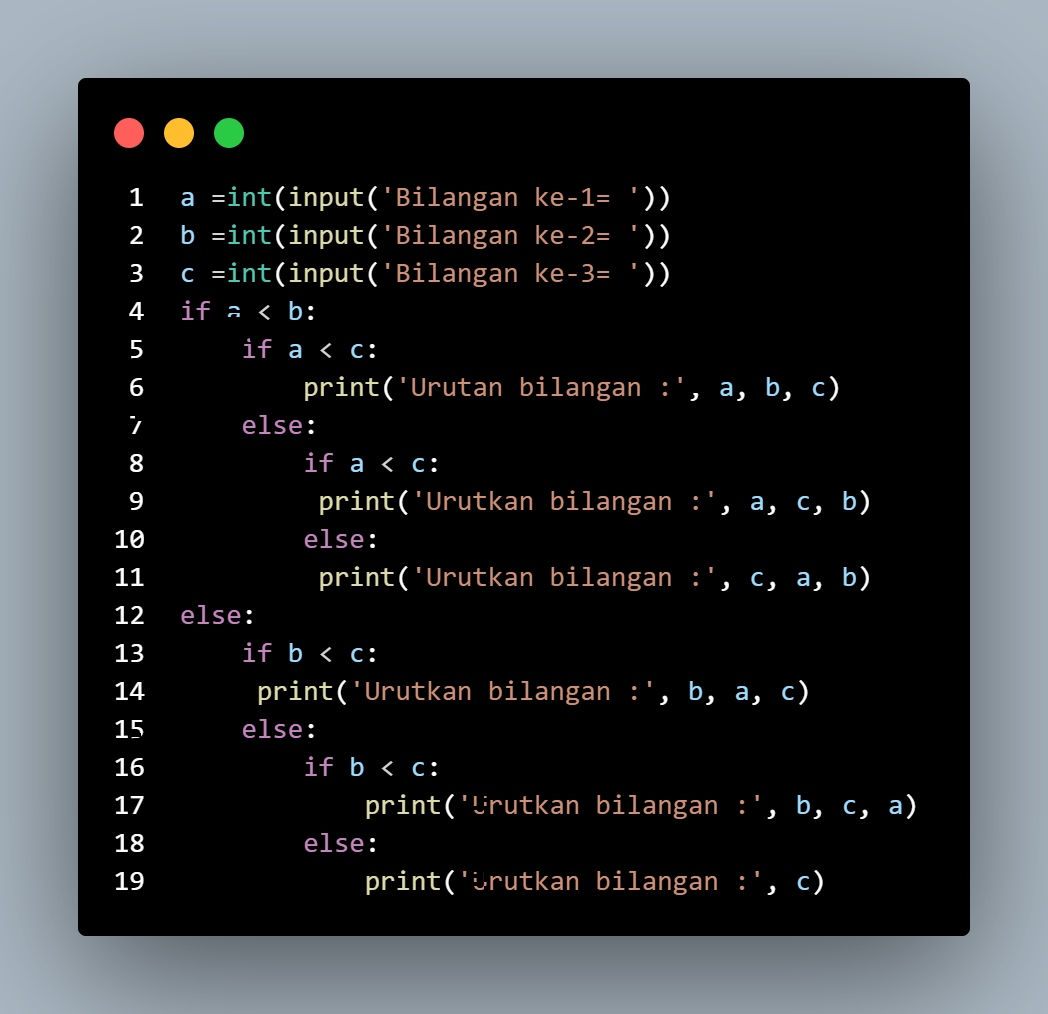 1 a =int(input('Bilangan ke-1= '))
2 b =int(input('Bilangan ke-2= '))
3 c =int(input('Bilangan ke-3= '))
4 if a < b:
5     if a < c:
6         print('Urutan bilangan :', a, b, c)
7     else:
8         if a < c:
9          print('Urutkan bilangan :', a, c, b)
10         else:
11          print('Urutkan bilangan :', c, a, b)
12 else:
13     if b < c:
14      print('Urutkan bilangan :', b, a, c)
15     else:
16         if b < c:
17             print('Urutkan bilangan :', b, c, a)
18         else:
19             print('Urutkan bilangan :', c)